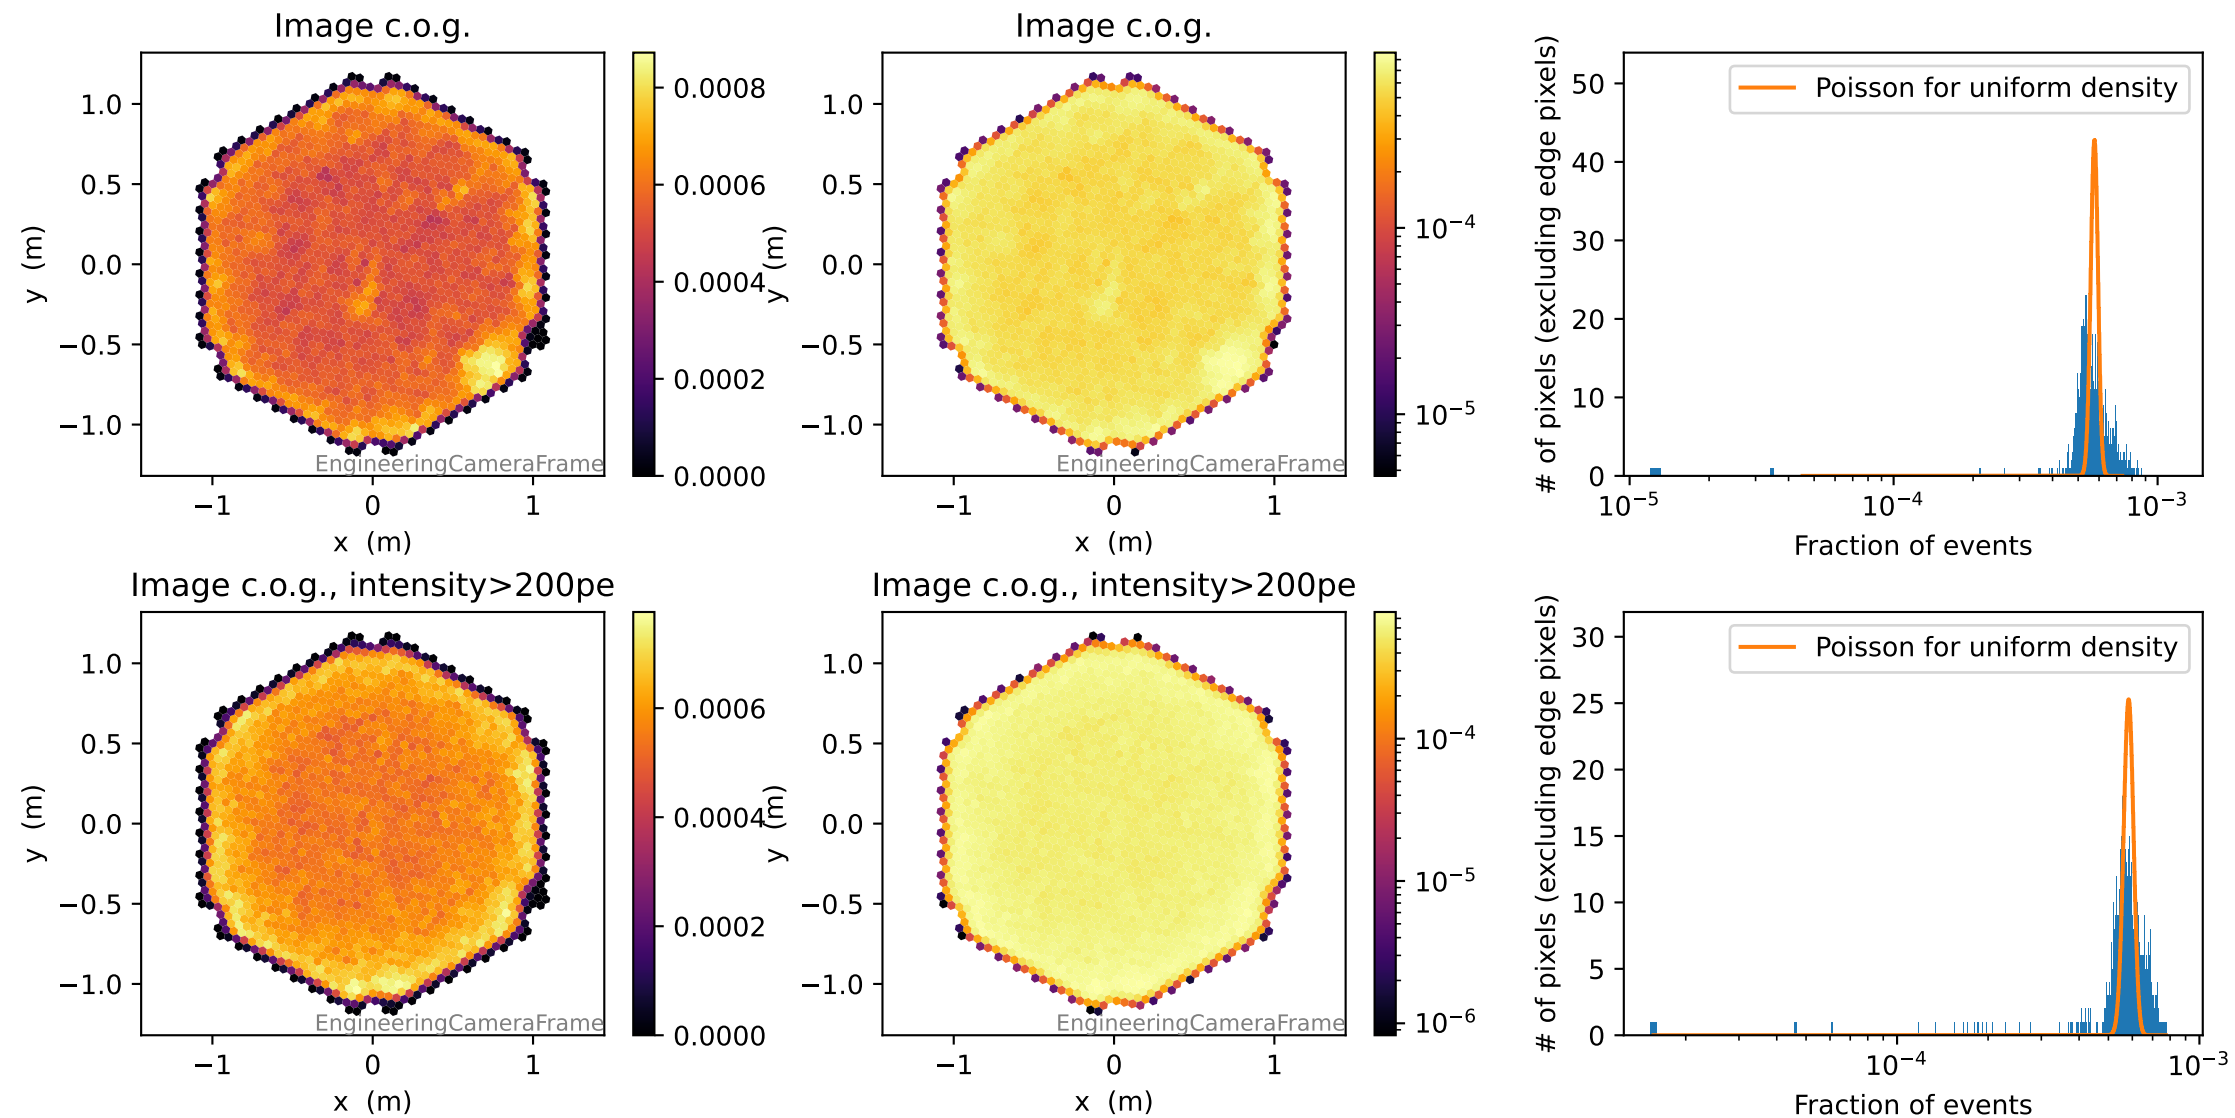 Image c.o.g.
1.0
0.5
0.0
−0.5
−1.0
y (m)
−1
0
1
x (m)
EngineeringCameraFrame
0.0008
0.0006
0.0004
0.0002
0.0000
Image c.o.g.
1.0
0.5
0.0
−0.5
−1.0
y (m)
−1
0
1
x (m)
EngineeringCameraFrame
10⁻⁴
10⁻⁵
# of pixels (excluding edge pixels)
50
40
30
20
10
0
Poisson for uniform density
10⁻⁵
10⁻⁴
10⁻³
Fraction of events
Image c.o.g., intensity>200pe
1.0
0.5
0.0
−0.5
−1.0
y (m)
−1
0
1
x (m)
EngineeringCameraFrame
0.0006
0.0004
0.0002
0.0000
Image c.o.g., intensity>200pe
1.0
0.5
0.0
−0.5
−1.0
y (m)
−1
0
1
x (m)
EngineeringCameraFrame
10⁻⁴
10⁻⁵
10⁻⁶
# of pixels (excluding edge pixels)
30
25
20
15
10
5
0
Poisson for uniform density
10⁻⁴
10⁻³
Fraction of events